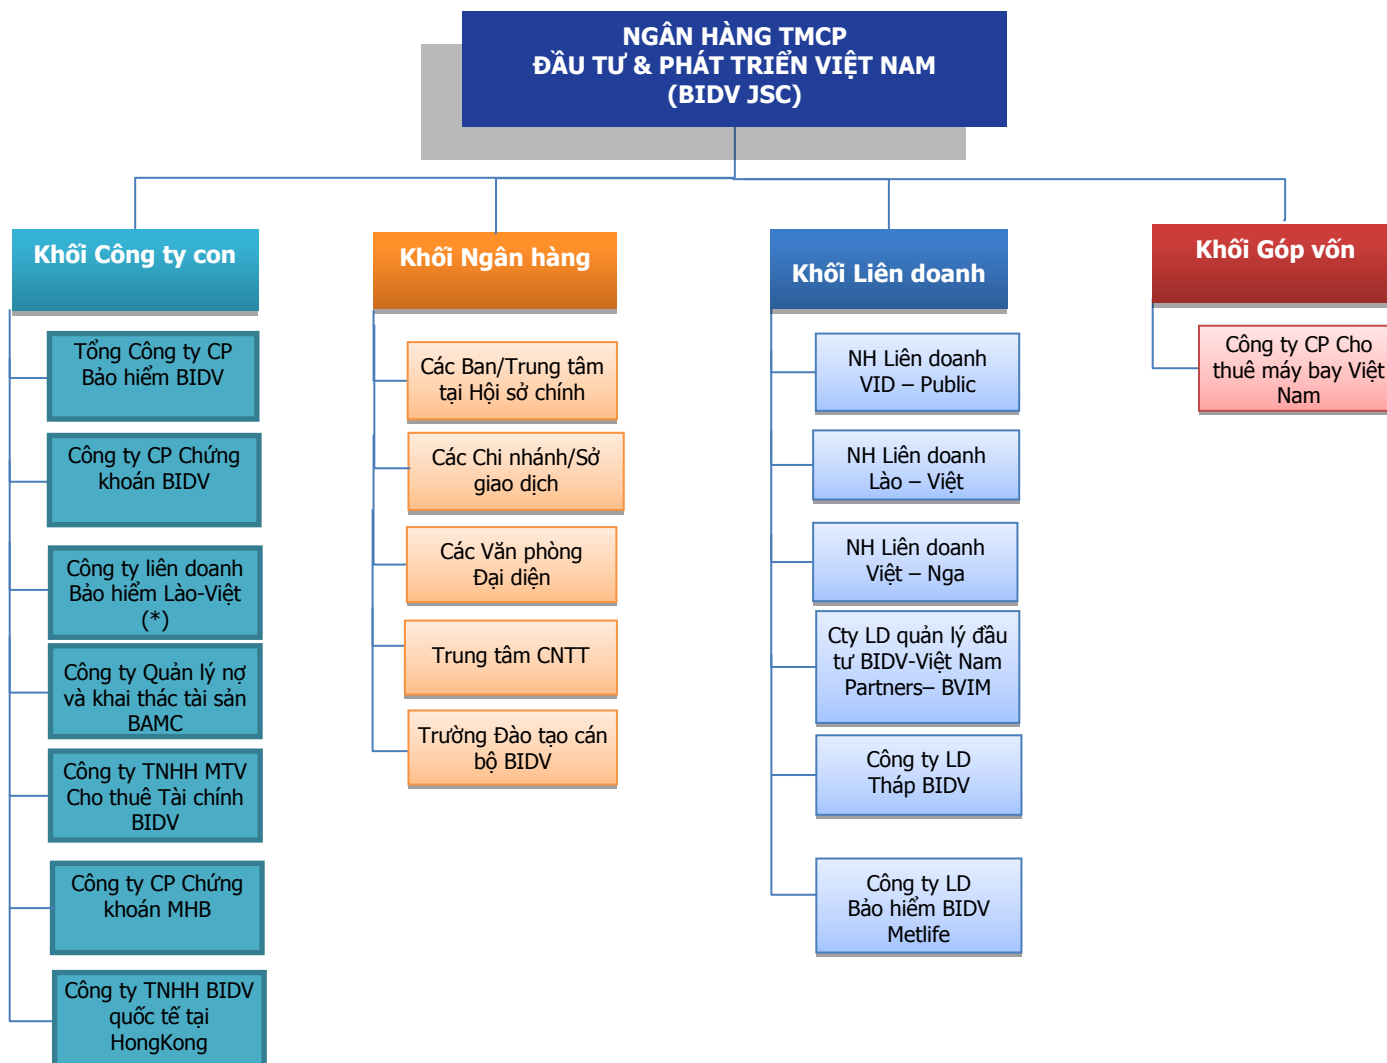 NGÂN HÀNG TMCP
ĐẦU TƯ & PHÁT TRIỂN VIỆT NAM
(BIDV JSC)
Khối Công ty con
Tổng Công ty CP
Bảo hiểm BIDV
Công ty CP Chứng
khoán BIDV
Công ty liên doanh
Bảo hiểm Lào-Việt
(*)
Công ty Quản lý nợ
và khai thác tài sản
BAMC
Công ty TNHH MTV
Cho thuê Tài chính
BIDV
Công ty CP Chứng
khoán MHB
Công ty TNHH BIDV
quốc tế tại
HongKong
Khối Ngân hàng
Các Ban/Trung tâm
tại Hội sở chính
Các Chi nhánh/Sở
giao dịch
Các Văn phòng
Đại diện
Trung tâm CNTT
Trường Đào tạo cán
bộ BIDV
Khối Liên doanh
NH Liên doanh
VID – Public
NH Liên doanh
Lào – Việt
NH Liên doanh
Việt – Nga
Cty LD quản lý đầu
tư BIDV-Việt Nam
Partners– BVIM
Công ty LD
Tháp BIDV
Công ty LD
Bảo hiểm BIDV
Metlife
Khối Góp vốn
Công ty CP Cho
thuê máy bay Việt
Nam